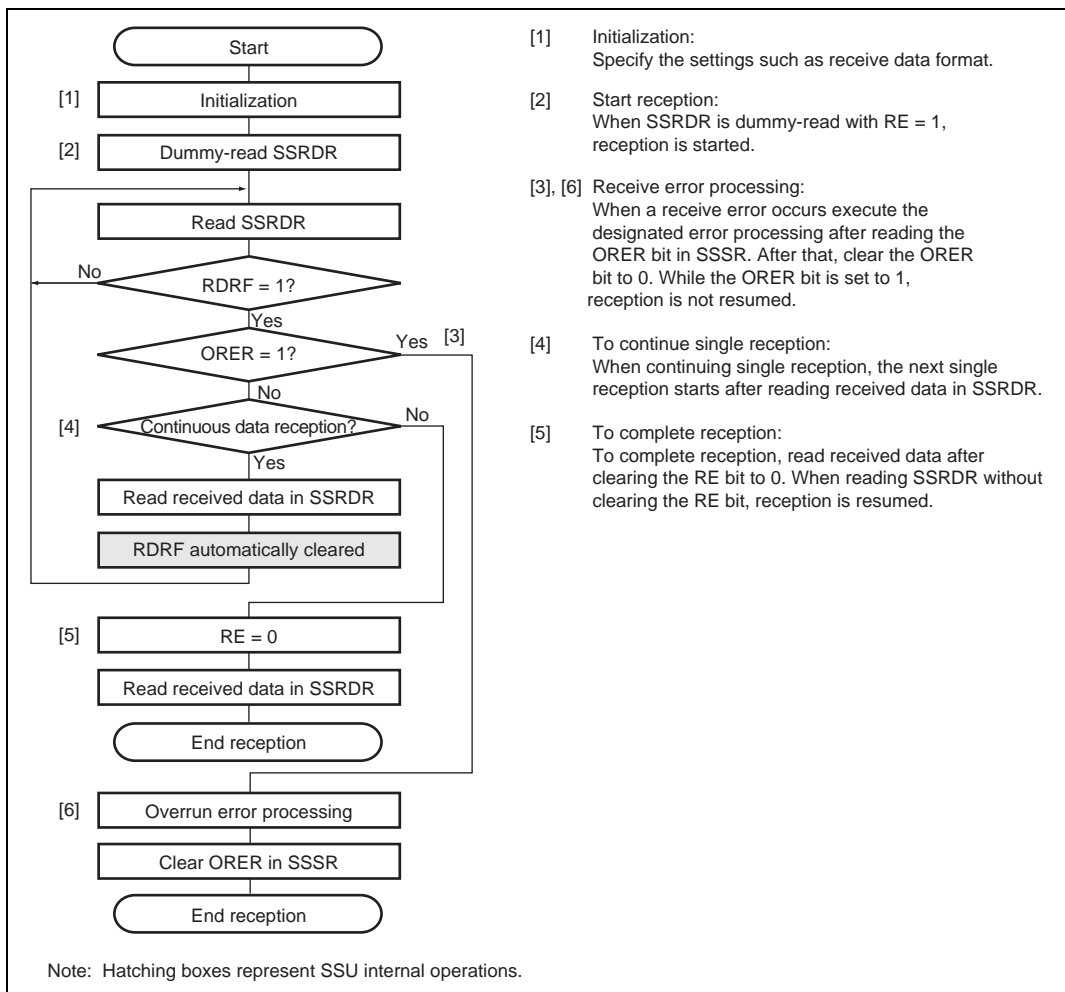 Start
[1] Initialization
[2] Dummy-read SSRDR
Read SSRDR
No
RDRF = 1?
Yes
Yes [3]
ORER = 1?
No
No
[4] Continuous data reception?
Yes
Read received data in SSRDR
RDRF automatically cleared
[5] RE = 0
Read received data in SSRDR
End reception
[6] Overrun error processing
Clear ORER in SSSR
End reception
[1] Initialization:
Specify the settings such as receive data format.
[2] Start reception:
When SSRDR is dummy-read with RE = 1,
reception is started.
[3], [6] Receive error processing:
When a receive error occurs execute the
designated error processing after reading the
ORER bit in SSSR. After that, clear the ORER
bit to 0. While the ORER bit is set to 1,
reception is not resumed.
[4] To continue single reception:
When continuing single reception, the next single
reception starts after reading received data in SSRDR.
[5] To complete reception:
To complete reception, read received data after
clearing the RE bit to 0. When reading SSRDR without
clearing the RE bit, reception is resumed.
Note: Hatching boxes represent SSU internal operations.